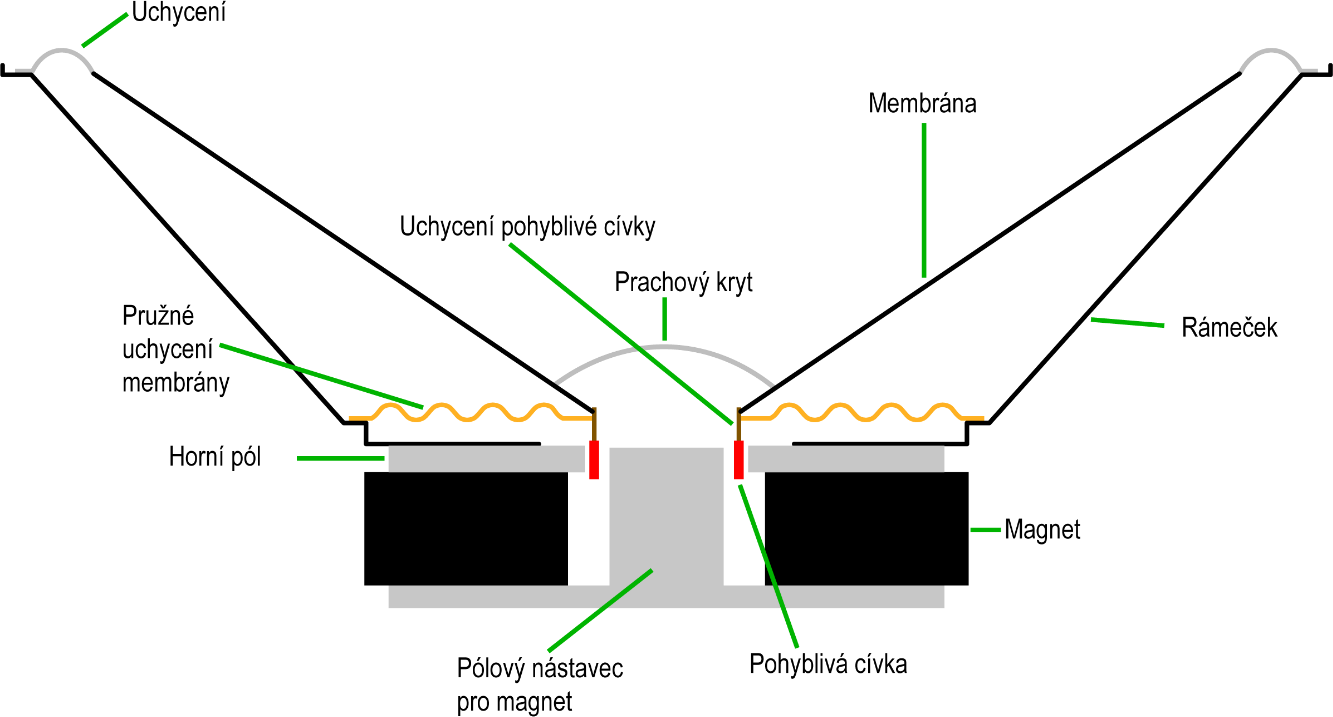 Uchycení
Membrána
Uchycení pohyblivé cívky
Prachový kryt
Pružné
uchycení
membrány
Rámeček
Horní pól
Magnet
Pólový nástavec
pro magnet
Pohyblivá cívka